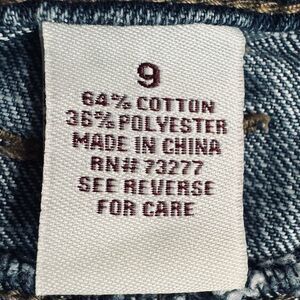 9
64% COTTON
36% POLYESTER
MADE IN CHINA
RN# 73277
SEE REVERSE
FOR CARE